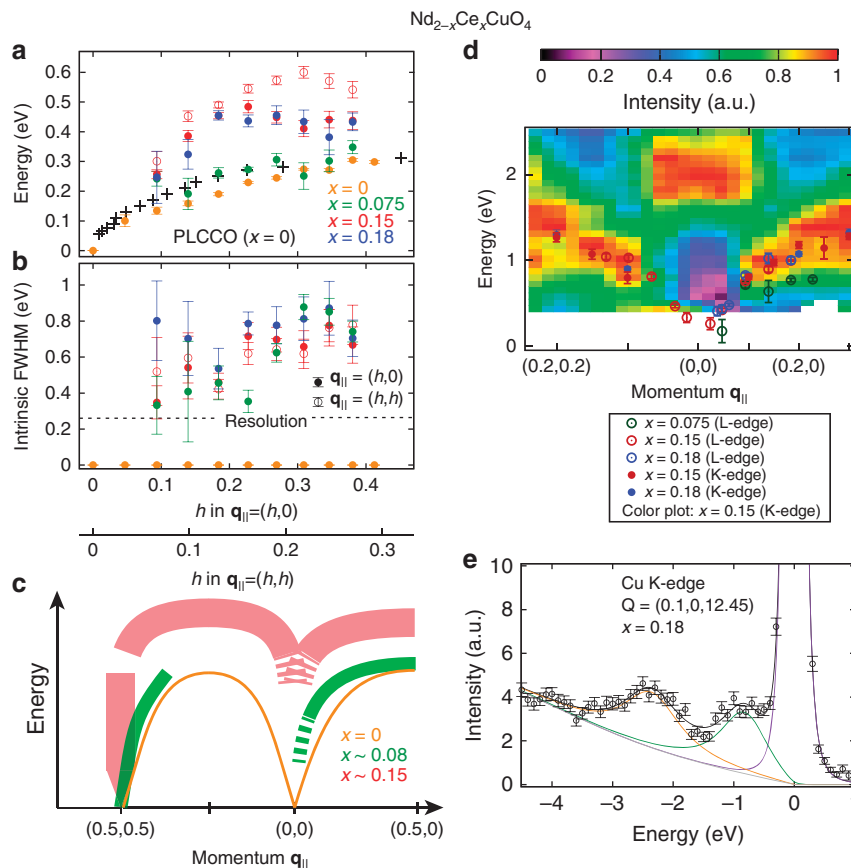 Nd₂₋ₓCeₓCuO₄
a
Energy (eV)
0.6
0.5
0.4
0.3
0.2
0.1
0.0
PLCCO (x = 0)
x = 0
x = 0.075
x = 0.15
x = 0.18
b
Intrinsic FWHM (eV)
1
0.8
0.6
0.4
0.2
0
q|| = (h,0)
q|| = (h,h)
Resolution
0 0.1 0.2 0.3 0.4
h in q||=(h,0)
0 0.1 0.2 0.3
h in q||=(h,h)
c
Energy
x = 0
x ~ 0.08
x ~ 0.15
(0.5,0.5) (0,0) (0.5,0)
Momentum q||
d
0 0.2 0.4 0.6 0.8 1
Intensity (a.u.)
Energy (eV)
2
1
0
(0.2,0.2) (0,0) (0.2,0)
Momentum q||
x = 0.075 (L-edge)
x = 0.15 (L-edge)
x = 0.18 (L-edge)
x = 0.15 (K-edge)
x = 0.18 (K-edge)
Color plot: x = 0.15 (K-edge)
e
Intensity (a.u.)
10
8
6
4
2
0
Cu K-edge
Q = (0.1,0,12.45)
x = 0.18
−4 −3 −2 −1 0
Energy (eV)